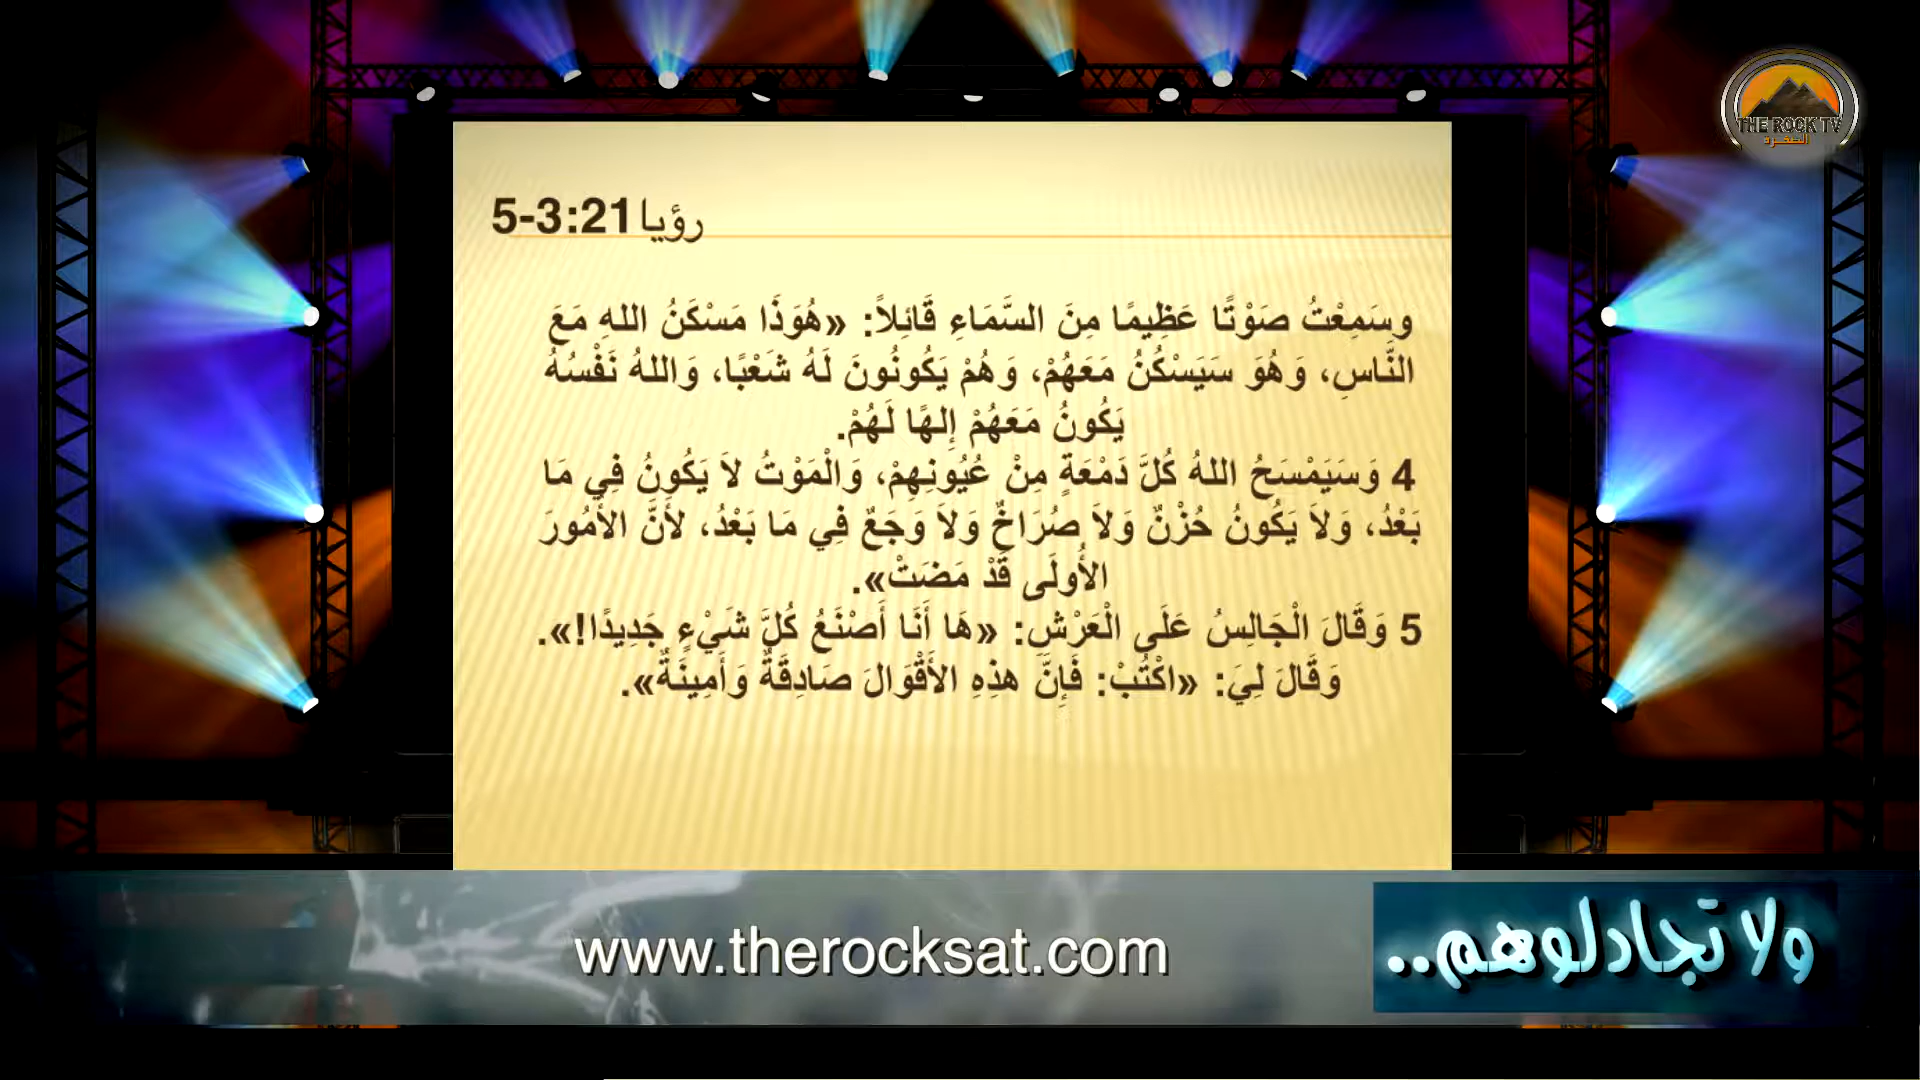 THE ROCK TV
الصخرة
رؤيا 21:3-5
وسَمِعْتُ صَوْتًا عَظِيمًا مِنَ السَّمَاءِ قَائِلاً: «هُوَذَا مَسْكَنُ اللهِ مَعَ
النَّاسِ، وَهُوَ سَيَسْكُنُ مَعَهُمْ، وَهُمْ يَكُونُونَ لَهُ شَعْبًا، وَاللهُ نَفْسُهُ
يَكُونُ مَعَهُمْ إِلهًا لَهُمْ.
4 وَسَيَمْسَحُ اللهُ كُلَّ دَمْعَةٍ مِنْ عُيُونِهِمْ، وَالْمَوْتُ لاَ يَكُونُ فِي مَا
بَعْدُ، وَلاَ يَكُونُ حُزْنٌ وَلاَ صُرَاخٌ وَلاَ وَجَعٌ فِي مَا بَعْدُ، لأَنَّ الأُمُورَ
الأُولَى قَدْ مَضَتْ».
5 وَقَالَ الْجَالِسُ عَلَى الْعَرْشِ: «هَا أَنَا أَصْنَعُ كُلَّ شَيْءٍ جَدِيدًا!».
وَقَالَ لِيَ: «اكْتُبْ: فَإِنَّ هذِهِ الأَقْوَالَ صَادِقَةٌ وَأَمِينَةٌ».
www.therocksat.com
ولا تجادلوهم..